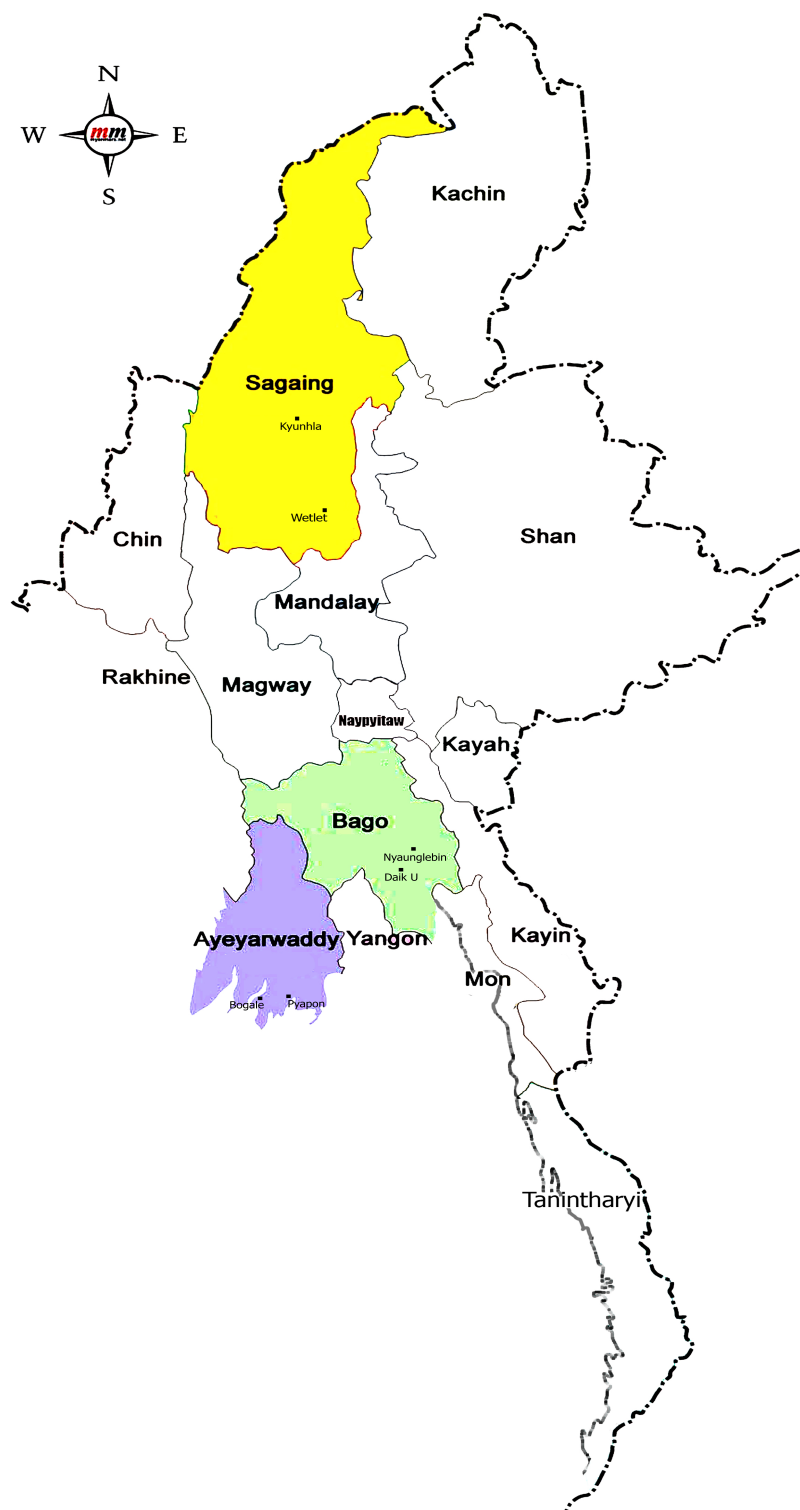 N
W
mm
E
S
Kachin
Sagaing
Kyunhla
Wetlet
Chin
Shan
Mandalay
Rakhine
Magway
Naypyitaw
Kayah
Bago
Nyaunglebin
Daik U
Ayeyarwaddy
Yangon
Kayin
Mon
Bogale
Pyapon
Tanintharyi